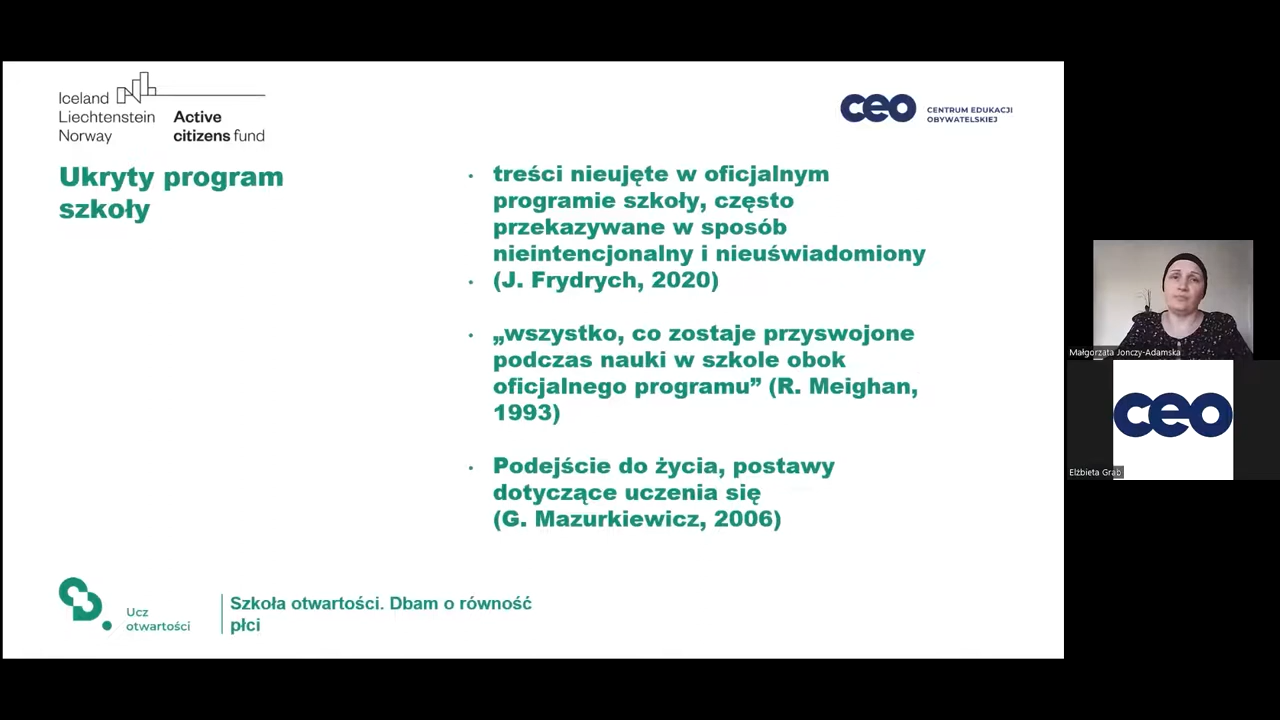 Iceland
Liechtenstein
Norway
Active
citizens fund
ceo
CENTRUM EDUKACJI
OBYWATELSKIEJ
Ukryty program
szkoły
• treści nieujęte w oficjalnym
programie szkoły, często
przekazywane w sposób
nieintencjonalny i nieuświadomiony
• (J. Frydrych, 2020)
• „wszystko, co zostaje przyswojone
podczas nauki w szkole obok
oficjalnego programu” (R. Meighan,
1993)
• Podejście do życia, postawy
dotyczące uczenia się
(G. Mazurkiewicz, 2006)
Ucz
otwartości
Szkoła otwartości. Dbam o równość
płci
Małgorzata Jonczy-Adamska
ceo
Elżbieta Grab